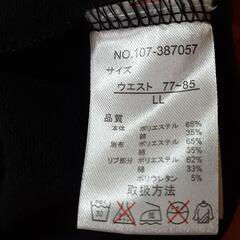 NO.107-387057
サイズ
ウエスト 77~85
LL
品質
本体 ポリエステル 65%
綿 35%
別布 ポリエステル 65%
綿 35%
リブ部分 ポリエステル 62%
綿 33%
ポリウレタン 5%
取扱方法